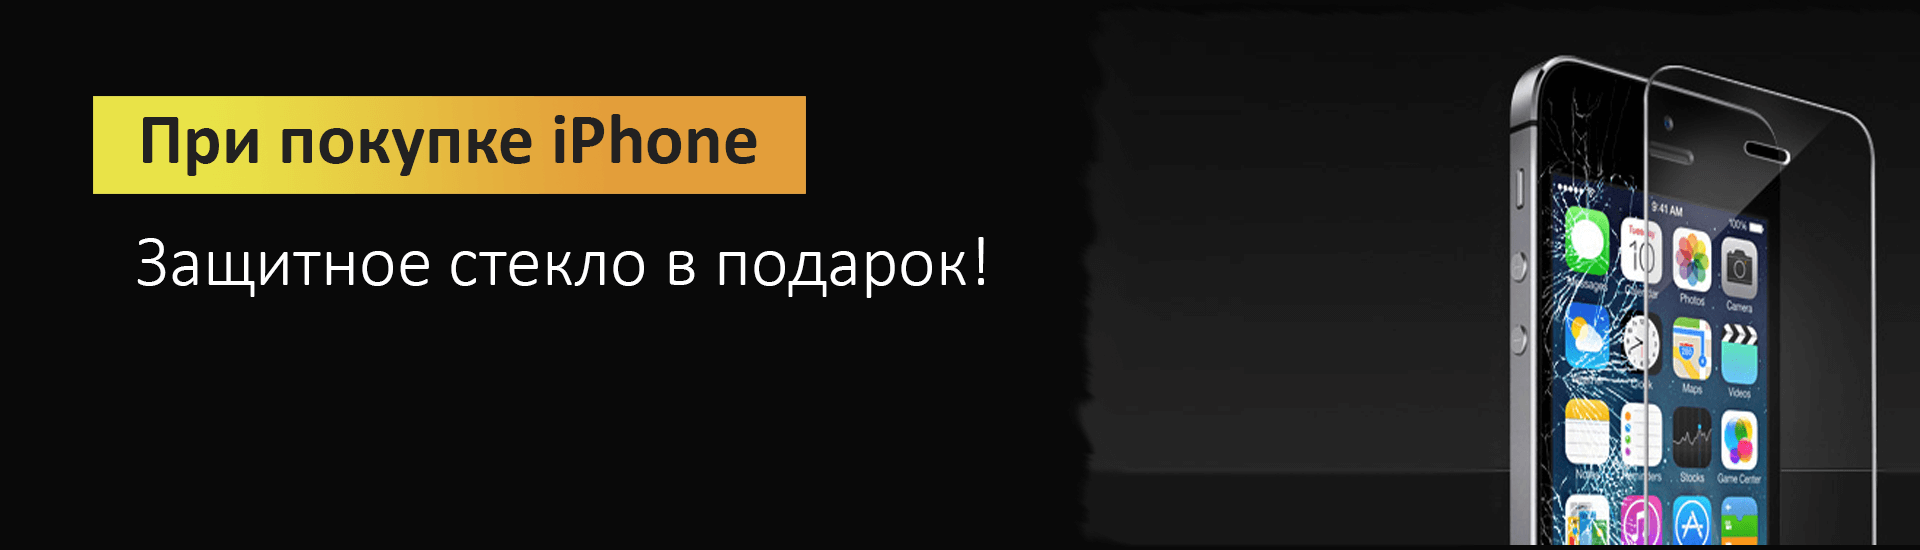 При покупке iPhone
Защитное стекло в подарок!
9:41 AM
100%
Tuesday
10
Messages
Calendar
Photos
Camera
Clock
Maps
Videos
Notes
Reminders
Stocks
Game Center